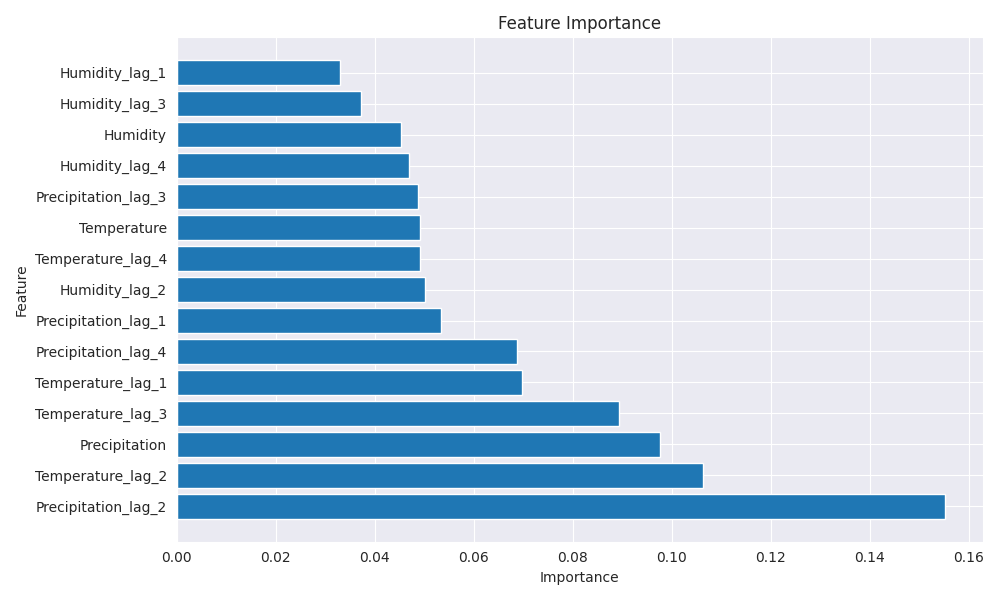 Feature Importance
Humidity_lag_1
Humidity_lag_3
Humidity
Humidity_lag_4
Precipitation_lag_3
Temperature
Temperature_lag_4
Humidity_lag_2
Precipitation_lag_1
Precipitation_lag_4
Temperature_lag_1
Temperature_lag_3
Precipitation
Temperature_lag_2
Precipitation_lag_2
Feature
0.00 0.02 0.04 0.06 0.08 0.10 0.12 0.14 0.16
Importance